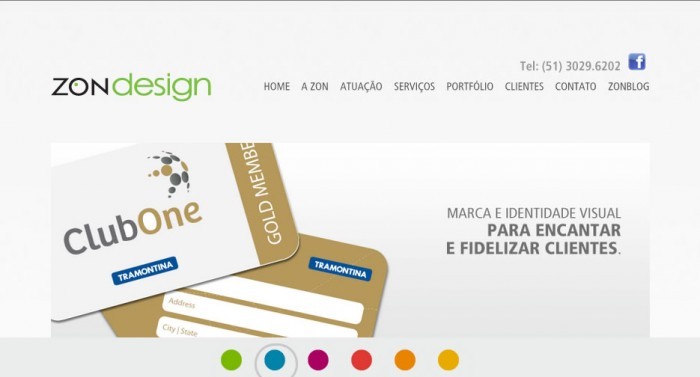 Tel: (51) 3029.6202
ZONdesign
HOME A ZON ATUAÇÃO SERVIÇOS PORTFÓLIO CLIENTES CONTATO ZONBLOG
ClubOne
TRAMONTINA
GOLD MEMBE
TRAMONTINA
Address
City | State
MARCA E IDENTIDADE VISUAL
PARA ENCANTAR
E FIDELIZAR CLIENTES.